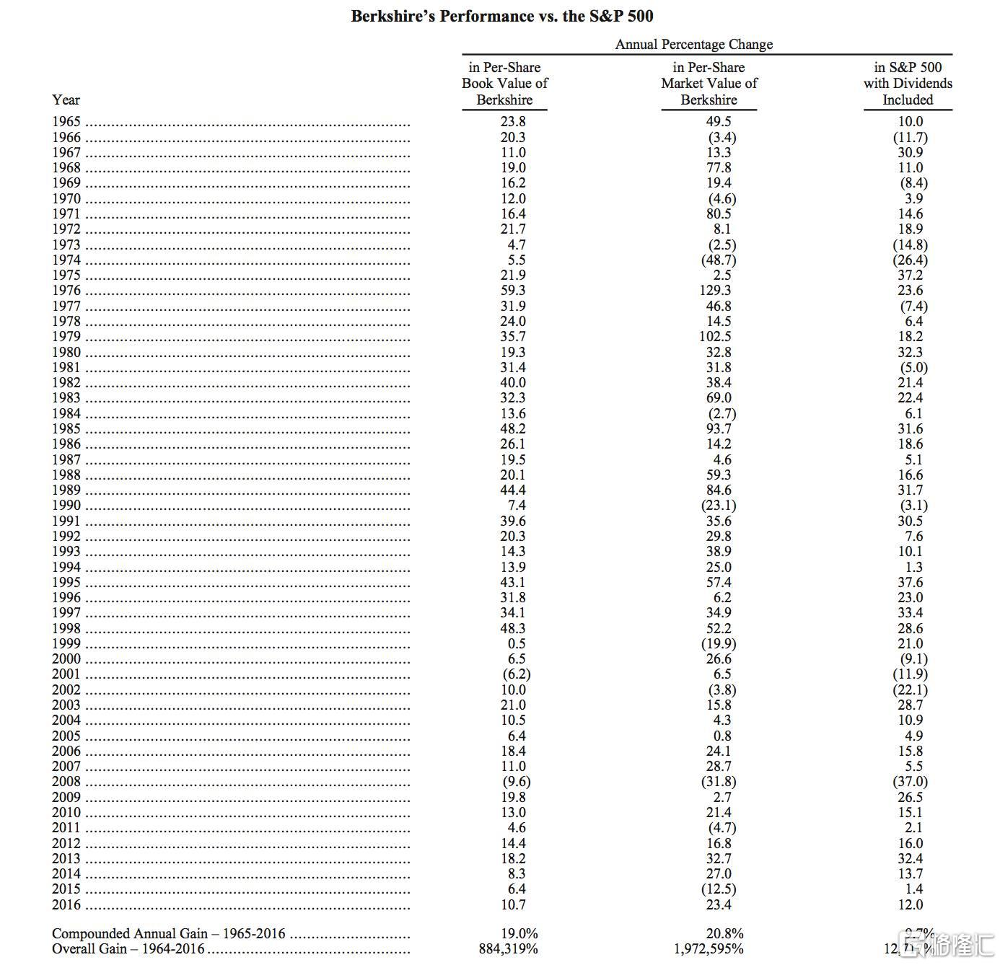 Berkshire's Performance vs. the S&P 500
Annual Percentage Change
in Per-Share in Per-Share in S&P 500
Book Value of Market Value of with Dividends
Year Berkshire Berkshire Included
1965 23.8 49.5 10.0
1966 20.3 (3.4) (11.7)
1967 11.0 13.3 30.9
1968 19.0 77.8 11.0
1969 16.2 19.4 (8.4)
1970 12.0 (4.6) 3.9
1971 16.4 80.5 14.6
1972 21.7 8.1 18.9
1973 4.7 (2.5) (14.8)
1974 5.5 (48.7) (26.4)
1975 21.9 2.5 37.2
1976 59.3 129.3 23.6
1977 31.9 46.8 (7.4)
1978 24.0 14.5 6.4
1979 35.7 102.5 18.2
1980 19.3 32.8 32.3
1981 31.4 31.8 (5.0)
1982 40.0 38.4 21.4
1983 32.3 69.0 22.4
1984 13.6 (2.7) 6.1
1985 48.2 93.7 31.6
1986 26.1 14.2 18.6
1987 19.5 4.6 5.1
1988 20.1 59.3 16.6
1989 44.4 84.6 31.7
1990 7.4 (23.1) (3.1)
1991 39.6 35.6 30.5
1992 20.3 29.8 7.6
1993 14.3 38.9 10.1
1994 13.9 25.0 1.3
1995 43.1 57.4 37.6
1996 31.8 6.2 23.0
1997 34.1 34.9 33.4
1998 48.3 52.2 28.6
1999 0.5 (19.9) 21.0
2000 6.5 26.6 (9.1)
2001 (6.2) 6.5 (11.9)
2002 10.0 (3.8) (22.1)
2003 21.0 15.8 28.7
2004 10.5 4.3 10.9
2005 6.4 0.8 4.9
2006 18.4 24.1 15.8
2007 11.0 28.7 5.5
2008 (9.6) (31.8) (37.0)
2009 19.8 2.7 26.5
2010 13.0 21.4 15.1
2011 4.6 (4.7) 2.1
2012 14.4 16.8 16.0
2013 18.2 32.7 32.4
2014 8.3 27.0 13.7
2015 6.4 (12.5) 1.4
2016 10.7 23.4 12.0
Compounded Annual Gain – 1965-2016 19.0% 20.8% 9.7%
Overall Gain – 1964-2016 884,319% 1,972,595%
格隆汇